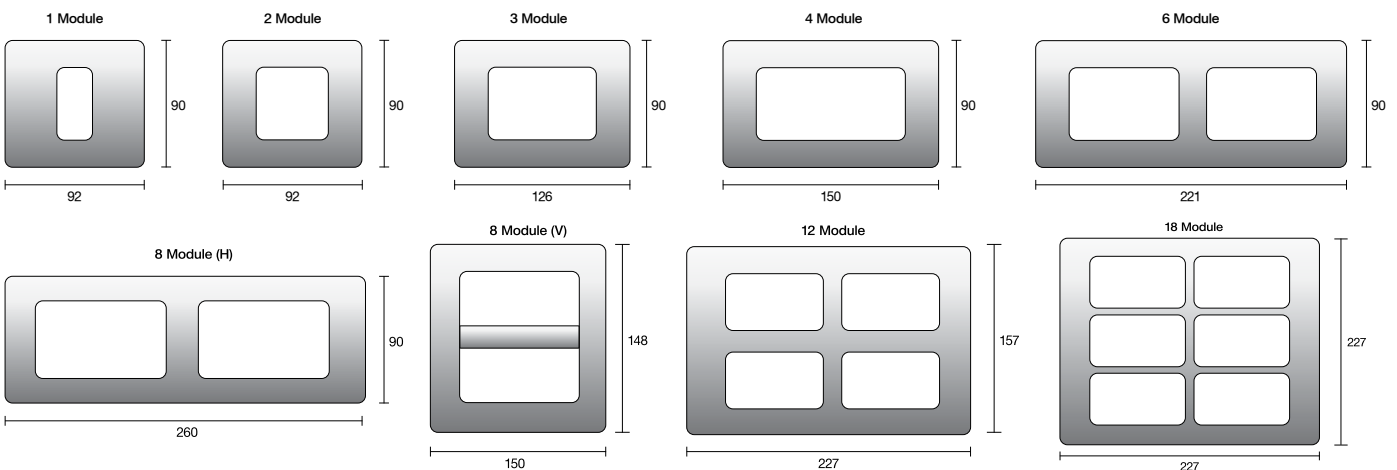 1 Module
2 Module
3 Module
4 Module
6 Module
90
90
90
90
90
92
92
126
150
221
8 Module (H)
8 Module (V)
12 Module
18 Module
90
148
157
227
260
150
227
227